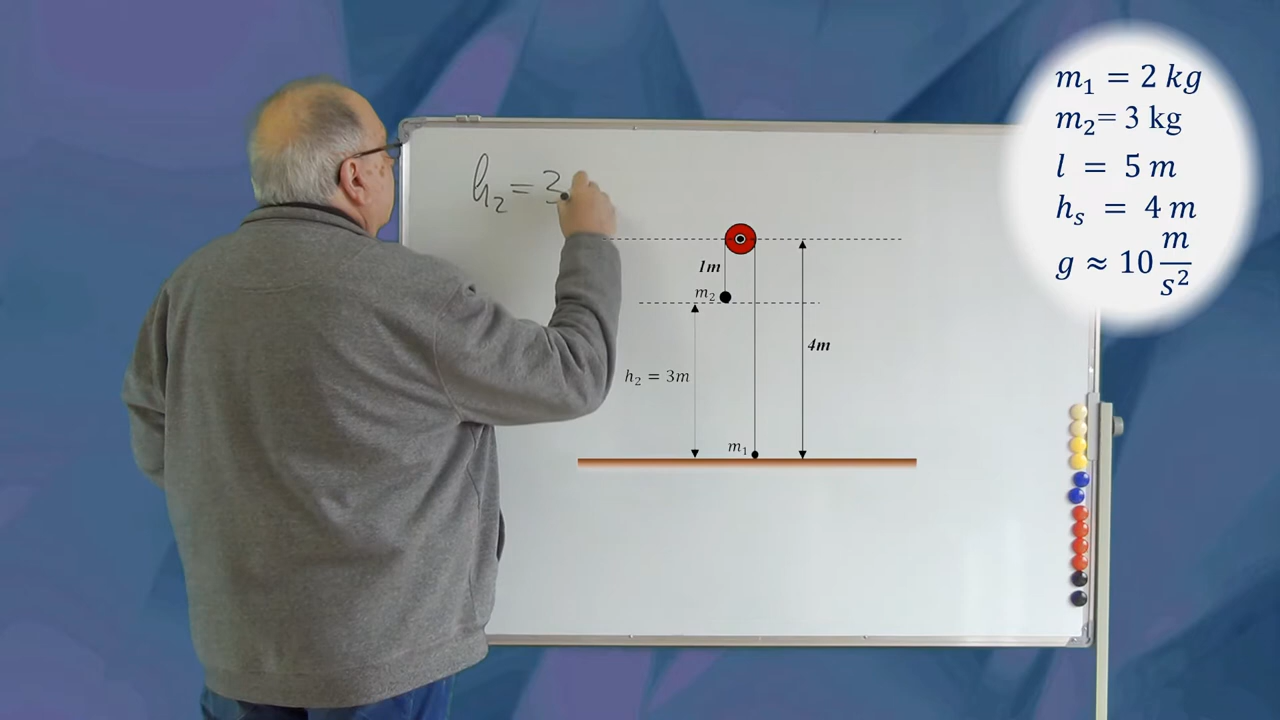 h₂ = 3
1m
m₂
4m
h₂ = 3m
m₁
m₁ = 2 kg
m₂= 3 kg
l = 5 m
hₛ = 4 m
g ≈ 10 m/s²